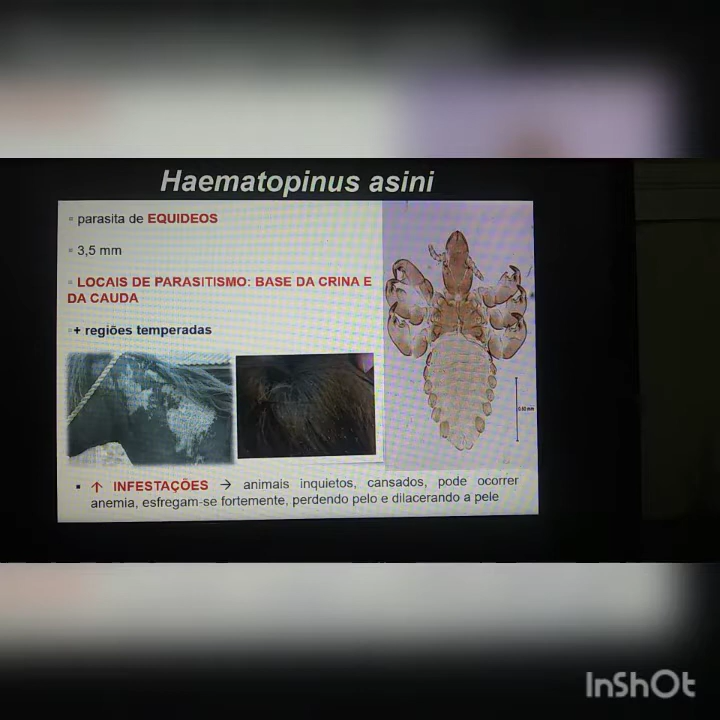 Haematopinus asini
▫ parasita de EQUIDEOS
▫ 3,5 mm
▫ LOCAIS DE PARASITISMO: BASE DA CRINA E
DA CAUDA
▫ + regiões temperadas
▪ ↑ INFESTAÇÕES → animais inquietos, cansados, pode ocorrer
anemia, esfregam-se fortemente, perdendo pelo e dilacerando a pele
InShOt